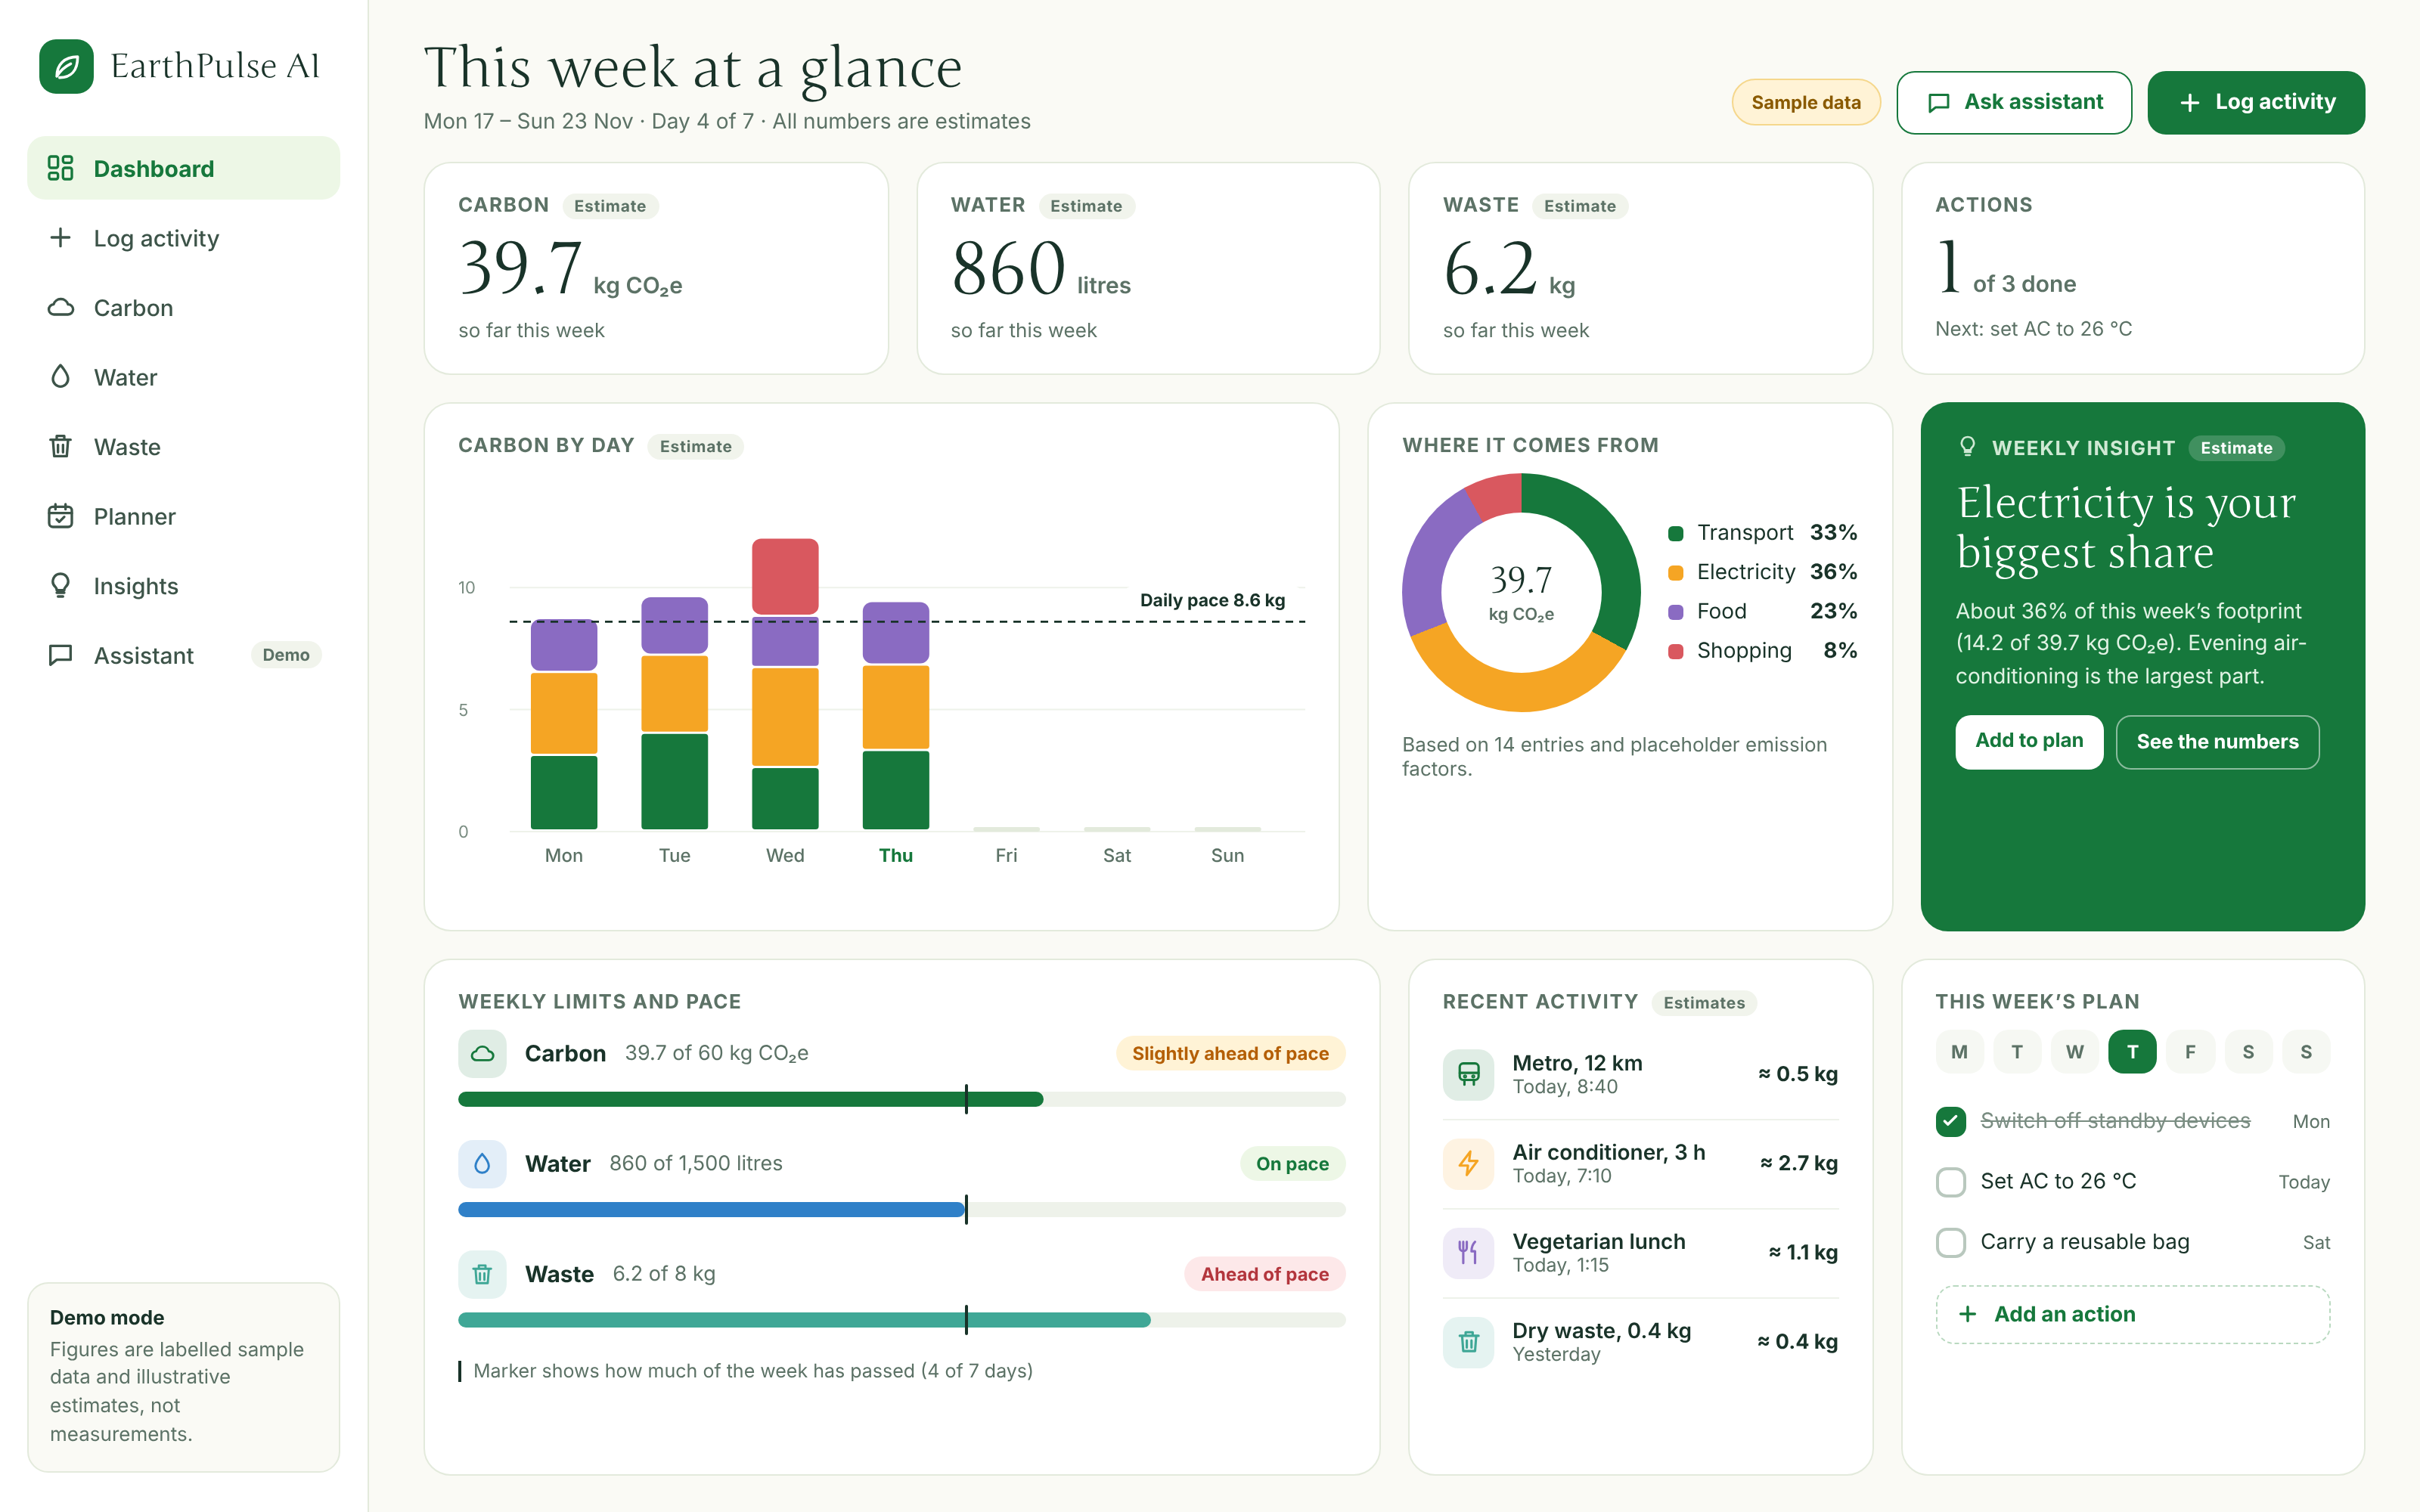 EarthPulse AI
Dashboard
Log activity
Carbon
Water
Waste
Planner
Insights
Assistant Demo
Demo mode
Figures are labelled sample
data and illustrative
estimates, not
measurements.
This week at a glance
Mon 17 – Sun 23 Nov · Day 4 of 7 · All numbers are estimates
Sample data
Ask assistant
Log activity
CARBON Estimate
39.7 kg CO₂e
so far this week
WATER Estimate
860 litres
so far this week
WASTE Estimate
6.2 kg
so far this week
ACTIONS
1 of 3 done
Next: set AC to 26 °C
CARBON BY DAY Estimate
10
Daily pace 8.6 kg
5
0
Mon Tue Wed Thu Fri Sat Sun
WHERE IT COMES FROM
39.7
kg CO₂e
Transport 33%
Electricity 36%
Food 23%
Shopping 8%
Based on 14 entries and placeholder emission
factors.
WEEKLY INSIGHT Estimate
Electricity is your
biggest share
About 36% of this week’s footprint
(14.2 of 39.7 kg CO₂e). Evening air-
conditioning is the largest part.
Add to plan
See the numbers
WEEKLY LIMITS AND PACE
Carbon 39.7 of 60 kg CO₂e Slightly ahead of pace
Water 860 of 1,500 litres On pace
Waste 6.2 of 8 kg Ahead of pace
Marker shows how much of the week has passed (4 of 7 days)
RECENT ACTIVITY Estimates
Metro, 12 km ≈ 0.5 kg
Today, 8:40
Air conditioner, 3 h ≈ 2.7 kg
Today, 7:10
Vegetarian lunch ≈ 1.1 kg
Today, 1:15
Dry waste, 0.4 kg ≈ 0.4 kg
Yesterday
THIS WEEK’S PLAN
M T W T F S S
Switch off standby devices Mon
Set AC to 26 °C Today
Carry a reusable bag Sat
Add an action